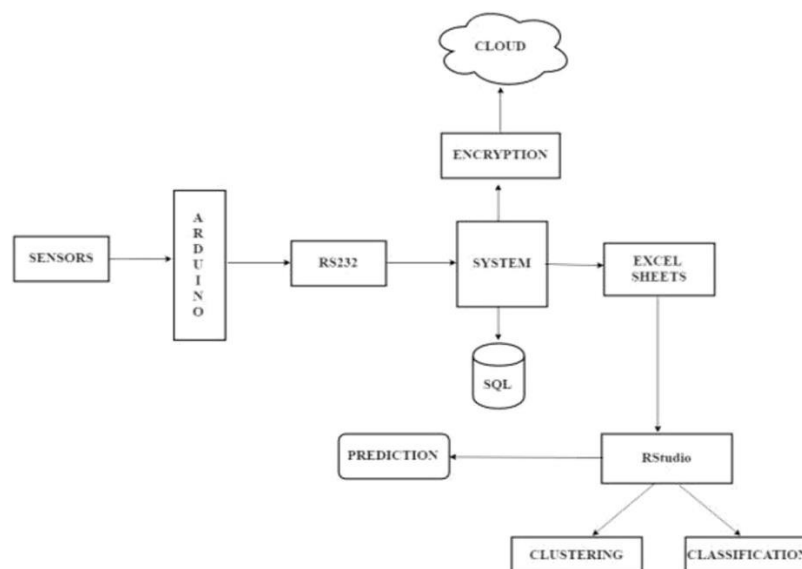 CLOUD
ENCRYPTION
A
R
D
U
I
N
O
SENSORS
RS232
SYSTEM
EXCEL
SHEETS
SQL
PREDICTION
RStudio
CLUSTERING
CLASSIFICATION